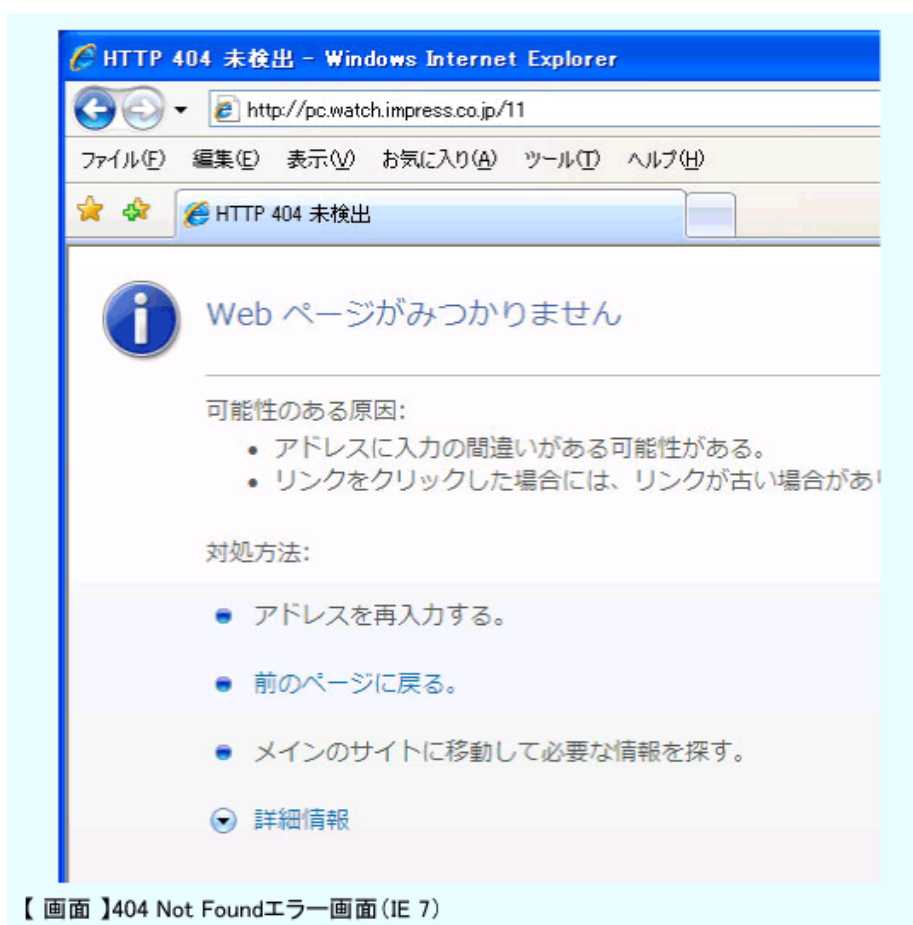 HTTP 404 未検出 - Windows Internet Explorer
http://pc.watch.impress.co.jp/11
ファイル(F) 編集(E) 表示(V) お気に入り(A) ツール(T) ヘルプ(H)
HTTP 404 未検出
Web ページがみつかりません
可能性のある原因:
• アドレスに入力の間違いがある可能性がある。
• リンクをクリックした場合には、リンクが古い場合があ
対処方法:
アドレスを再入力する。
前のページに戻る。
メインのサイトに移動して必要な情報を探す。
詳細情報
【 画面 】404 Not Foundエラー画面(IE 7)